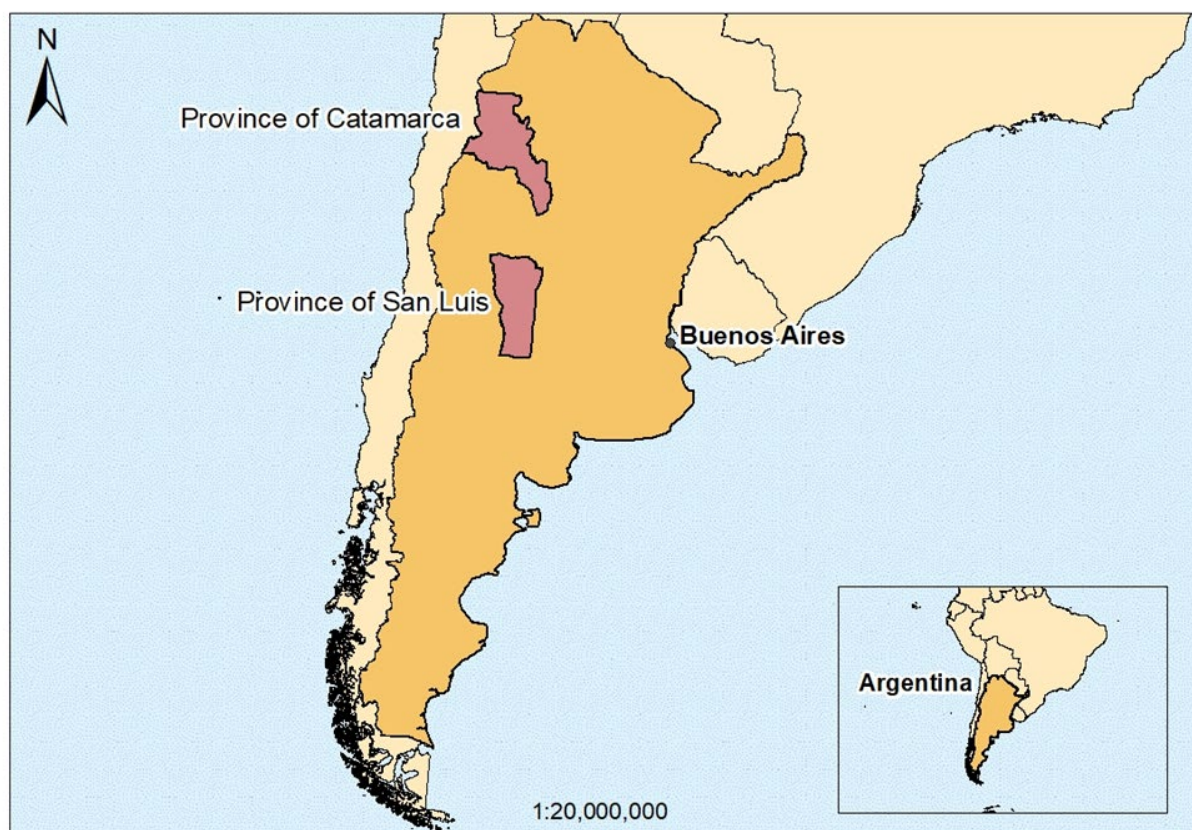 N
Province of Catamarca
Province of San Luis
Buenos Aires
Argentina
1:20,000,000